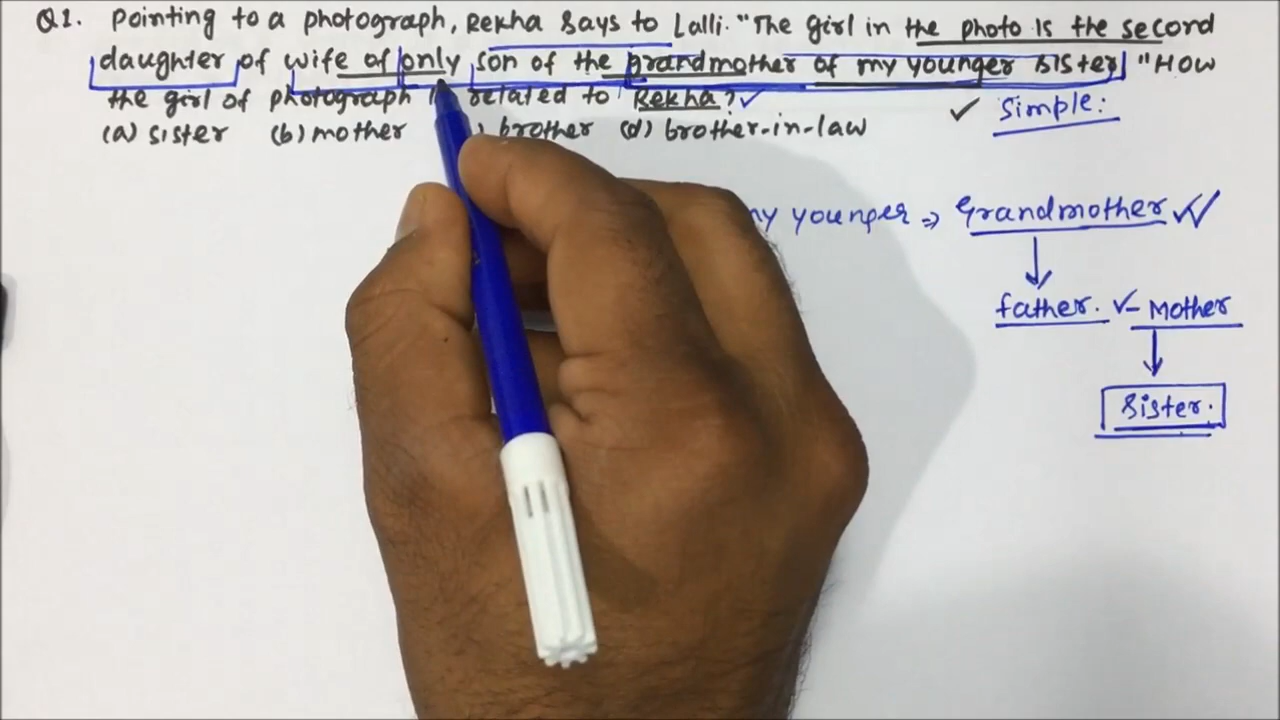 Q1. Pointing to a photograph, Rekha says to Lalli. "The girl in the photo is the second
daughter of wife of only son of the grandmother of my younger sister "How
the girl of photograph related to Rekha?
(a) sister (b) mother ) brother (d) brother-in-law
Simple:
my younger ⇒ Grandmother
father. Mother
Sister.